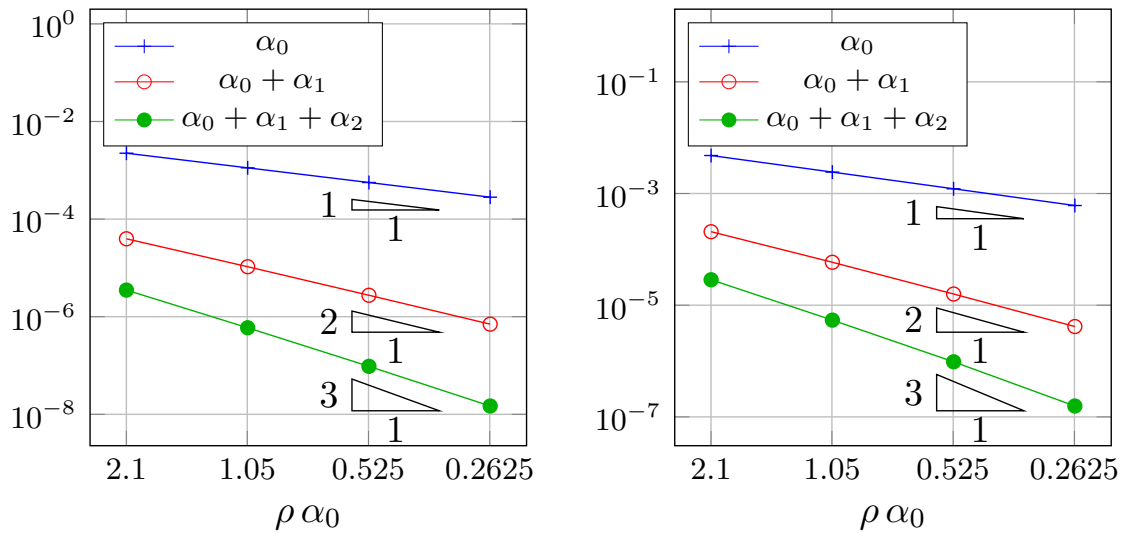 10⁰
10⁻²
10⁻⁴
10⁻⁶
10⁻⁸
α₀
α₀ + α₁
α₀ + α₁ + α₂
1
1
2
1
3
1
2.1 1.05 0.525 0.2625
ρ α₀
10⁻¹
10⁻³
10⁻⁵
10⁻⁷
α₀
α₀ + α₁
α₀ + α₁ + α₂
1
1
2
1
3
1
2.1 1.05 0.525 0.2625
ρ α₀